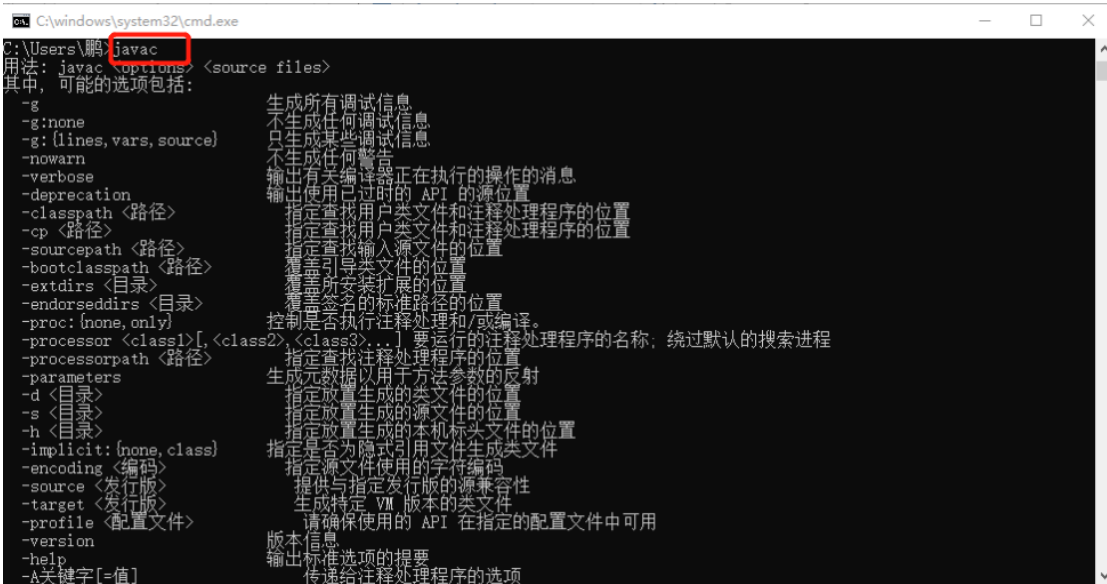 C:\windows\system32\cmd.exe
C:\Users\鹏>javac
用法: javac <options> <source files>
其中, 可能的选项包括:
-g 生成所有调试信息
-g:none 不生成任何调试信息
-g:{lines,vars,source} 只生成某些调试信息
-nowarn 不生成任何警告
-verbose 输出有关编译器正在执行的操作的消息
-deprecation 输出使用已过时的 API 的源位置
-classpath <路径> 指定查找用户类文件和注释处理程序的位置
-cp <路径> 指定查找用户类文件和注释处理程序的位置
-sourcepath <路径> 指定查找输入源文件的位置
-bootclasspath <路径> 覆盖引导类文件的位置
-extdirs <目录> 覆盖所安装扩展的位置
-endorseddirs <目录> 覆盖签名的标准路径的位置
-proc:{none,only} 控制是否执行注释处理和/或编译。
-processor <class1>[,<class2>,<class3>...] 要运行的注释处理程序的名称; 绕过默认的搜索进程
-processorpath <路径> 指定查找注释处理程序的位置
-parameters 生成元数据以用于方法参数的反射
-d <目录> 指定放置生成的类文件的位置
-s <目录> 指定放置生成的源文件的位置
-h <目录> 指定放置生成的本机标头文件的位置
-implicit:{none,class} 指定是否为隐式引用文件生成类文件
-encoding <编码> 指定源文件使用的字符编码
-source <发行版> 提供与指定发行版的源兼容性
-target <发行版> 生成特定 VM 版本的类文件
-profile <配置文件> 请确保使用的 API 在指定的配置文件中可用
-version 版本信息
-help 输出标准选项的提要
-A关键字[=值] 传递给注释处理程序的选项